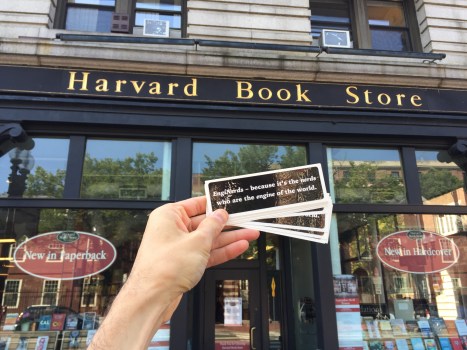 Harvard Book Store
EngiNerds - because it's the nerds
who are the engine of the world.
New in Paperback
New in Hardcover